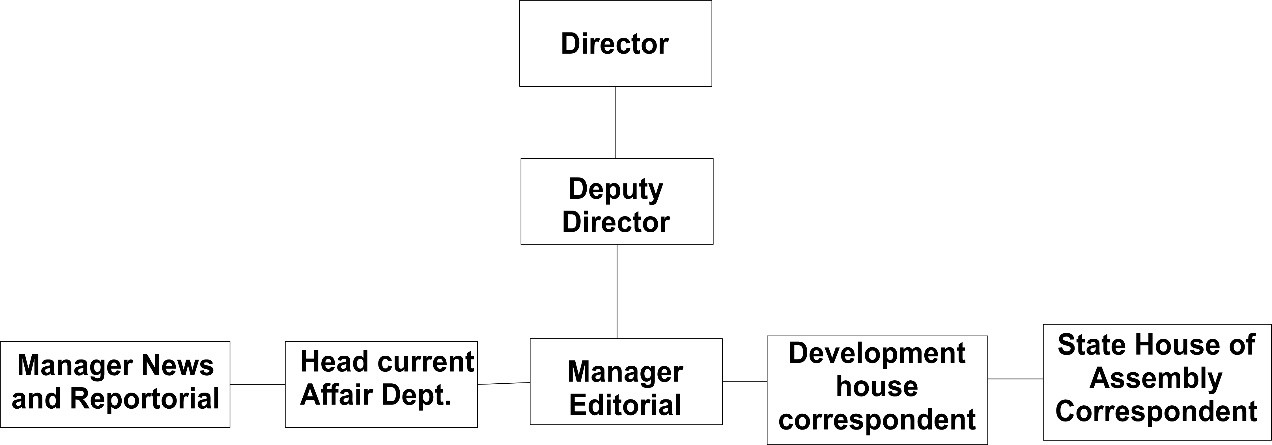 Director
Deputy
Director
Manager News
and Reportorial
Head current
Affair Dept.
Manager
Editorial
Development
house
correspondent
State House of
Assembly
Correspondent